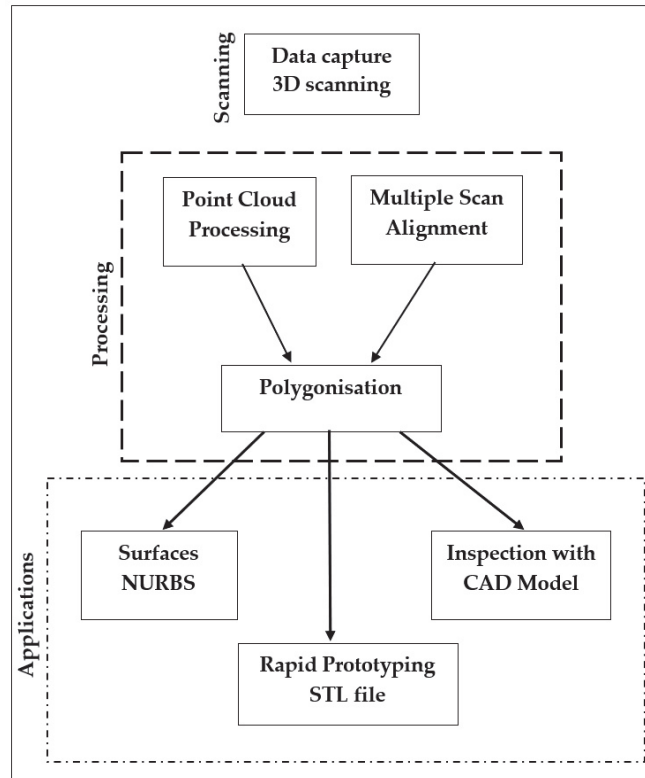 Scanning
Data capture
3D scanning
Processing
Point Cloud
Processing
Multiple Scan
Alignment
Polygonisation
Applications
Surfaces
NURBS
Inspection with
CAD Model
Rapid Prototyping
STL file